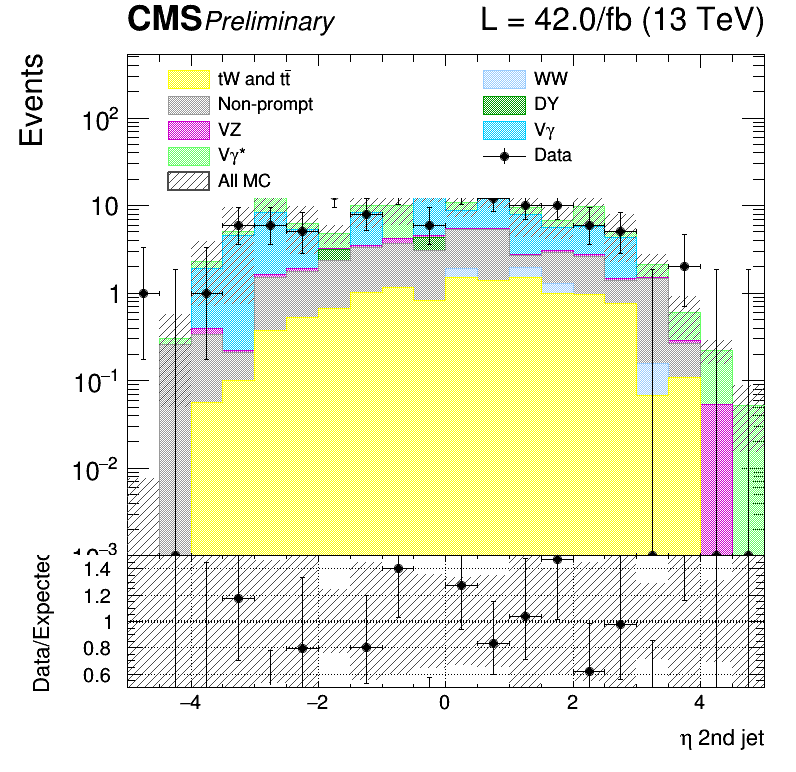 CMS Preliminary L = 42.0/fb (13 TeV)
Events
tW and tt̄ WW
Non-prompt DY
VZ Vγ
Vγ* Data
All MC
10²
10
1
10⁻¹
10⁻²
10⁻³
Data/Expected
1.4
1.2
1
0.8
0.6
−4 −2 0 2 4
η 2nd jet